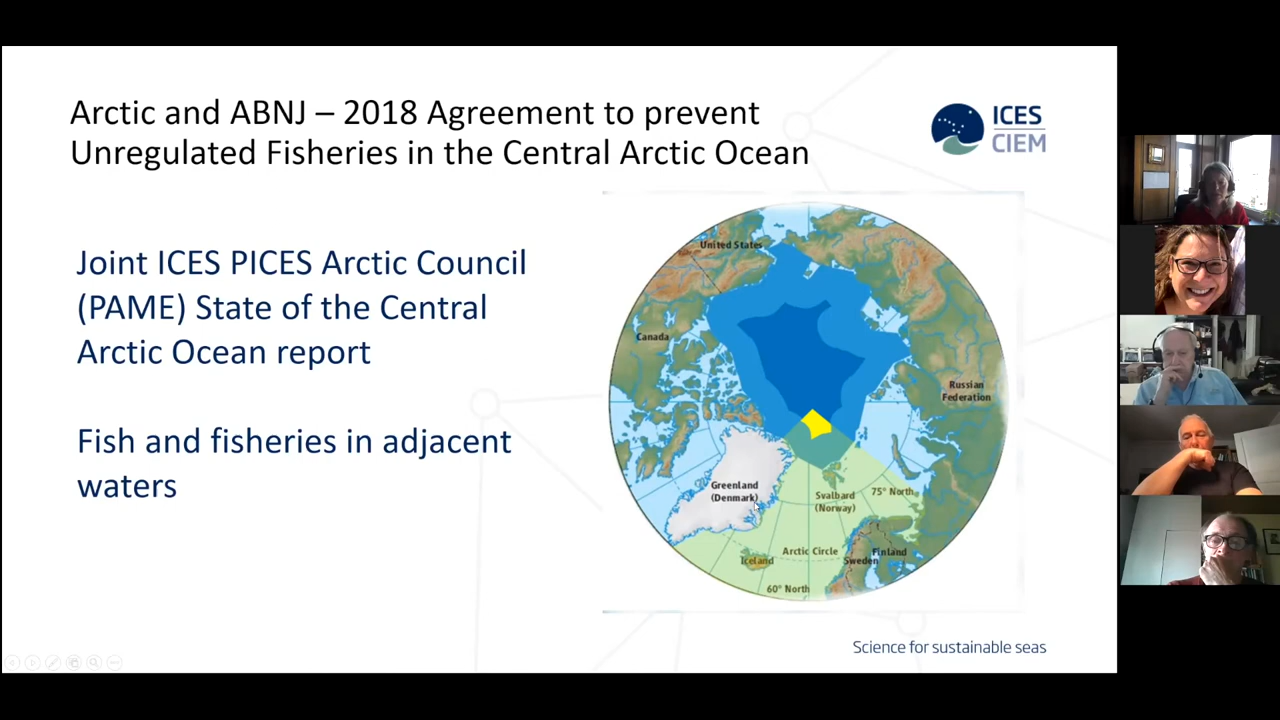 Arctic and ABNJ – 2018 Agreement to prevent
Unregulated Fisheries in the Central Arctic Ocean
ICES
CIEM
Joint ICES PICES Arctic Council
(PAME) State of the Central
Arctic Ocean report
Fish and fisheries in adjacent
waters
United States
Canada
Russian
Federation
Greenland
(Denmark)
Svalbard
(Norway)
75° North
Arctic Circle
Iceland
Sweden
Finland
60° North
Science for sustainable seas